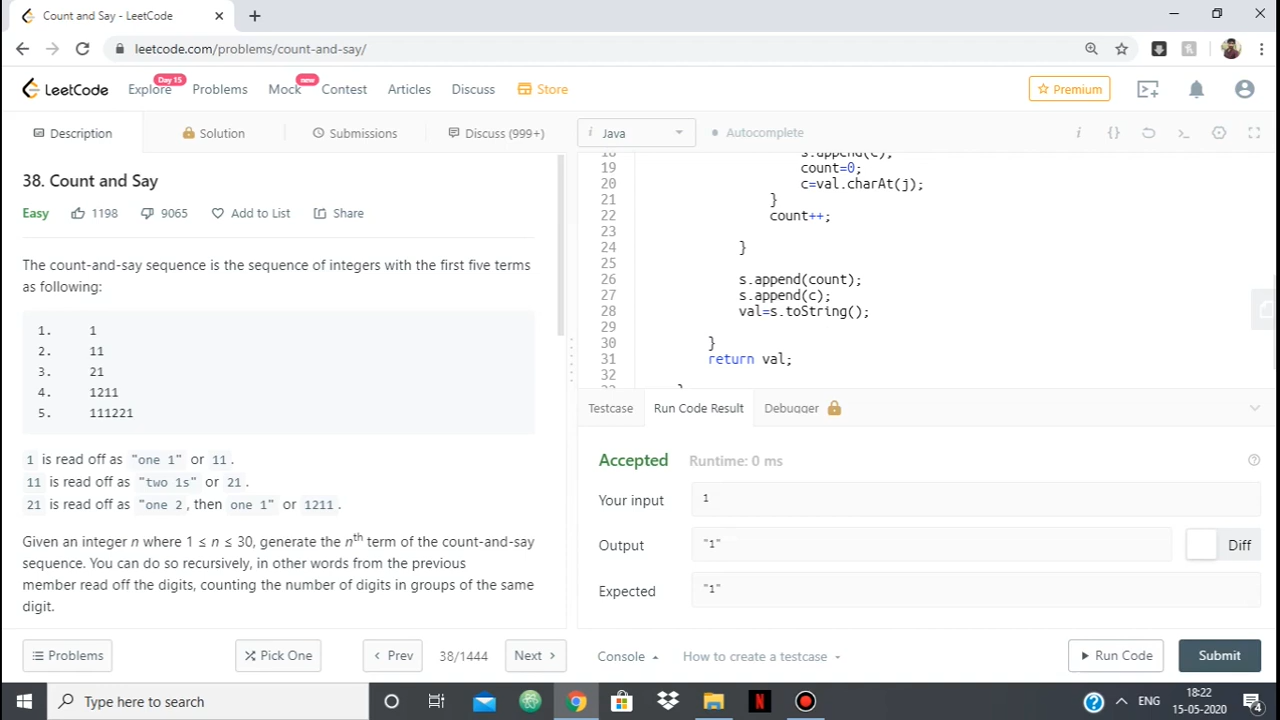 Count and Say - LeetCode
leetcode.com/problems/count-and-say/
LeetCode
Explore
Day 15
Problems
Mock
new
Contest
Articles
Discuss
Store
Premium
Description
Solution
Submissions
Discuss (999+)
i Java
Autocomplete
38. Count and Say
Easy 1198 9065 Add to List Share
The count-and-say sequence is the sequence of integers with the first five terms
as following:
1. 1
2. 11
3. 21
4. 1211
5. 111221
1 is read off as "one 1" or 11.
11 is read off as "two 1s" or 21.
21 is read off as "one 2, then one 1" or 1211.
Given an integer n where 1 ≤ n ≤ 30, generate the nth term of the count-and-say
sequence. You can do so recursively, in other words from the previous
member read off the digits, counting the number of digits in groups of the same
digit.
Problems
Pick One
Prev
38/1444
Next
18 s.append(c);
19 count=0;
20 c=val.charAt(j);
21 }
22 count++;
23
24 }
25
26 s.append(count);
27 s.append(c);
28 val=s.toString();
29
30 }
31 return val;
32
33 }
Testcase
Run Code Result
Debugger
Accepted Runtime: 0 ms
Your input 1
Output "1" Diff
Expected "1"
Console
How to create a testcase
Run Code
Submit
Type here to search
ENG
18:22
15-05-2020
4